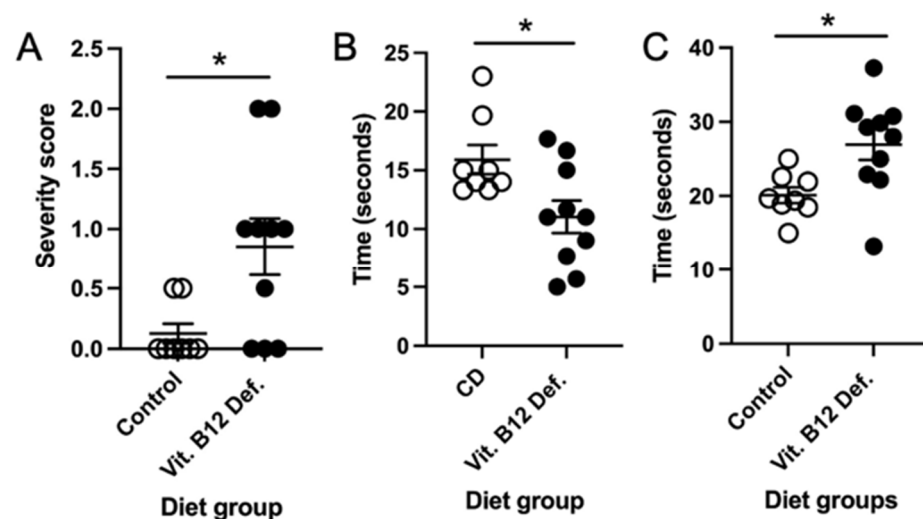 A
*
2.5
2.0
1.5
1.0
0.5
0.0
Severity score
Control
Vit. B12 Def.
Diet group
B
*
25
20
15
10
5
0
Time (seconds)
CD
Vit. B12 Def.
Diet group
C
*
40
30
20
10
0
Time (seconds)
Control
Vit. B12 Def.
Diet groups